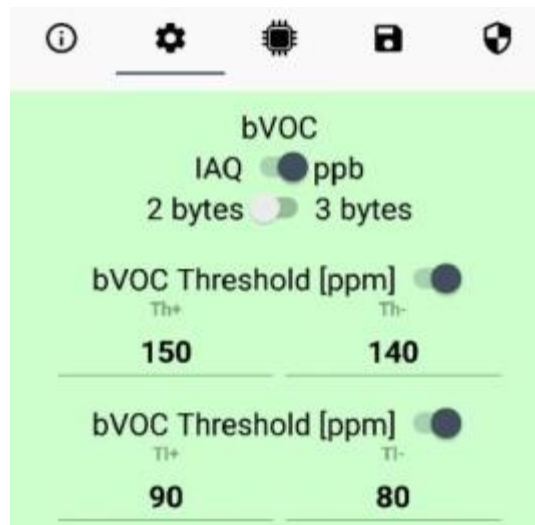 bVOC
IAQ ppb
2 bytes 3 bytes
bVOC Threshold [ppm]
Th+ Th-
150 140
bVOC Threshold [ppm]
Tl+ Tl-
90 80